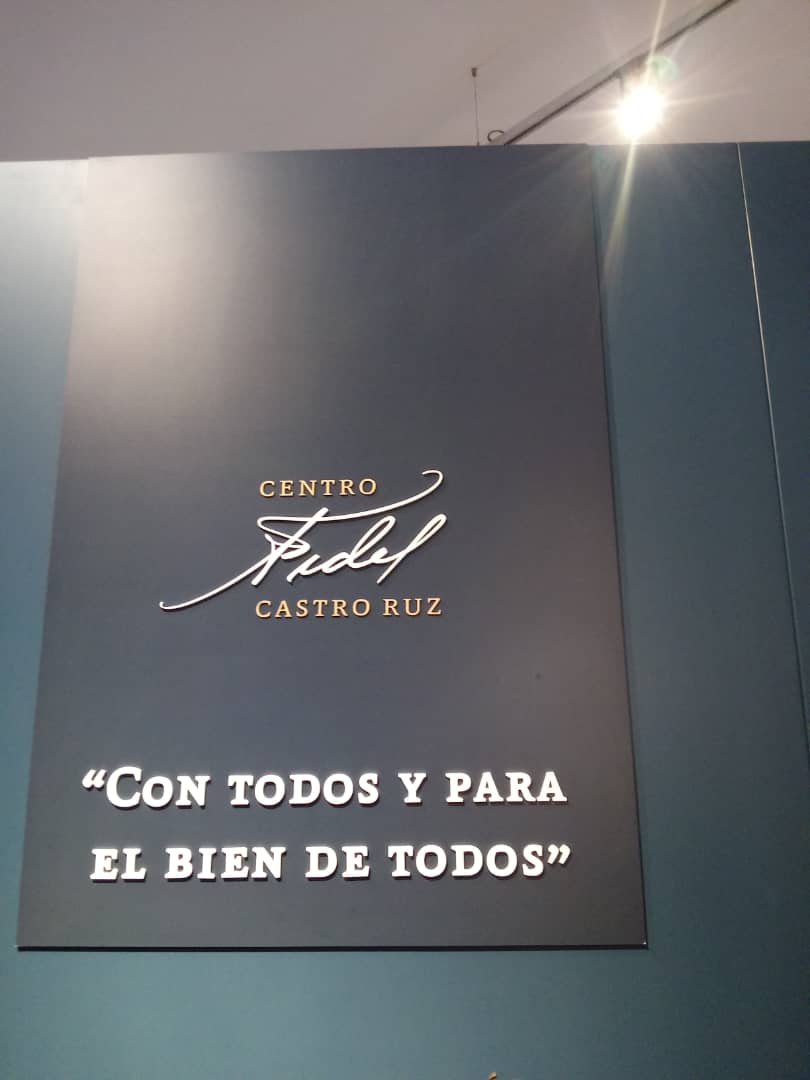 CENTRO
Fidel
CASTRO RUZ
“CON TODOS Y PARA
EL BIEN DE TODOS”